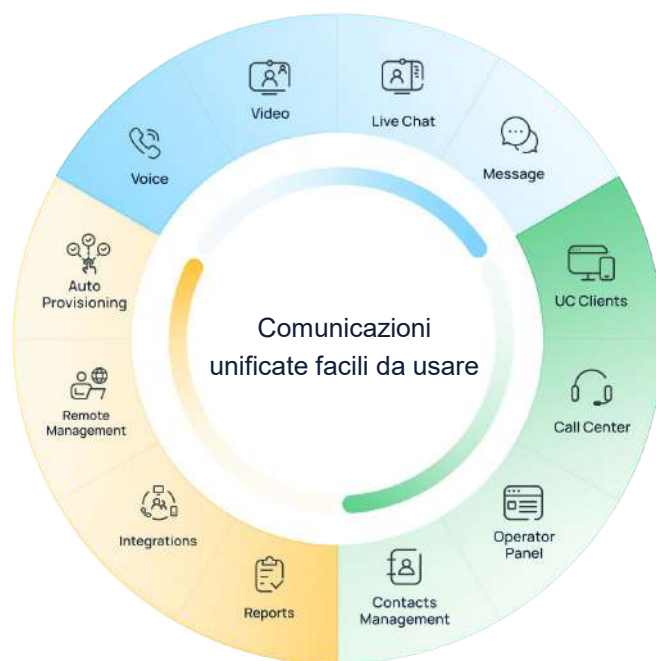 Video
Live Chat
Voice
Message
Auto
Provisioning
UC Clients
Comunicazioni
unificate facili da usare
Remote
Management
Call Center
Integrations
Operator
Panel
Reports
Contacts
Management